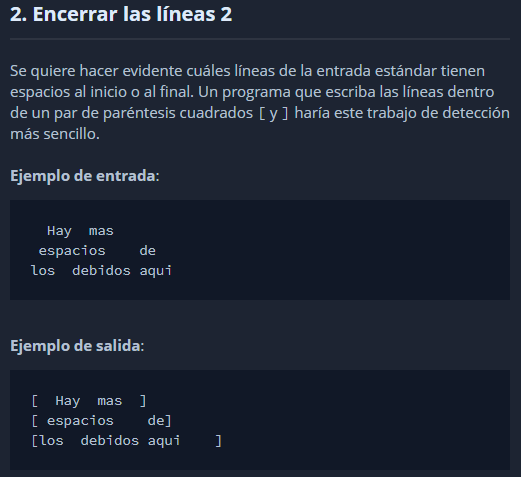 2. Encerrar las líneas 2
Se quiere hacer evidente cuáles líneas de la entrada estándar tienen
espacios al inicio o al final. Un programa que escriba las líneas dentro
de un par de paréntesis cuadrados [ y ] haría este trabajo de detección
más sencillo.
Ejemplo de entrada:
  Hay  mas
 espacios    de
los  debidos aqui
Ejemplo de salida:
[  Hay  mas  ]
[ espacios    de]
[los  debidos aqui    ]